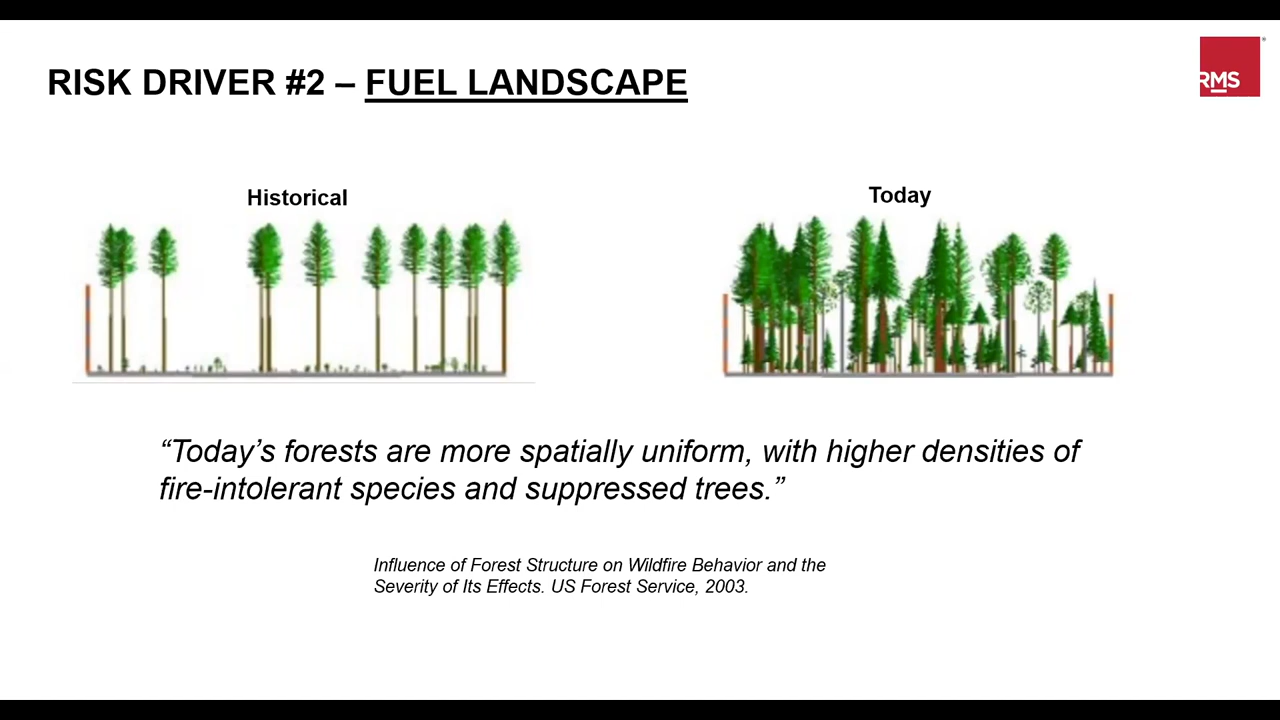 RISK DRIVER #2 – FUEL LANDSCAPE
RMS
Historical
Today
“Today’s forests are more spatially uniform, with higher densities of
fire-intolerant species and suppressed trees.”
Influence of Forest Structure on Wildfire Behavior and the
Severity of Its Effects. US Forest Service, 2003.